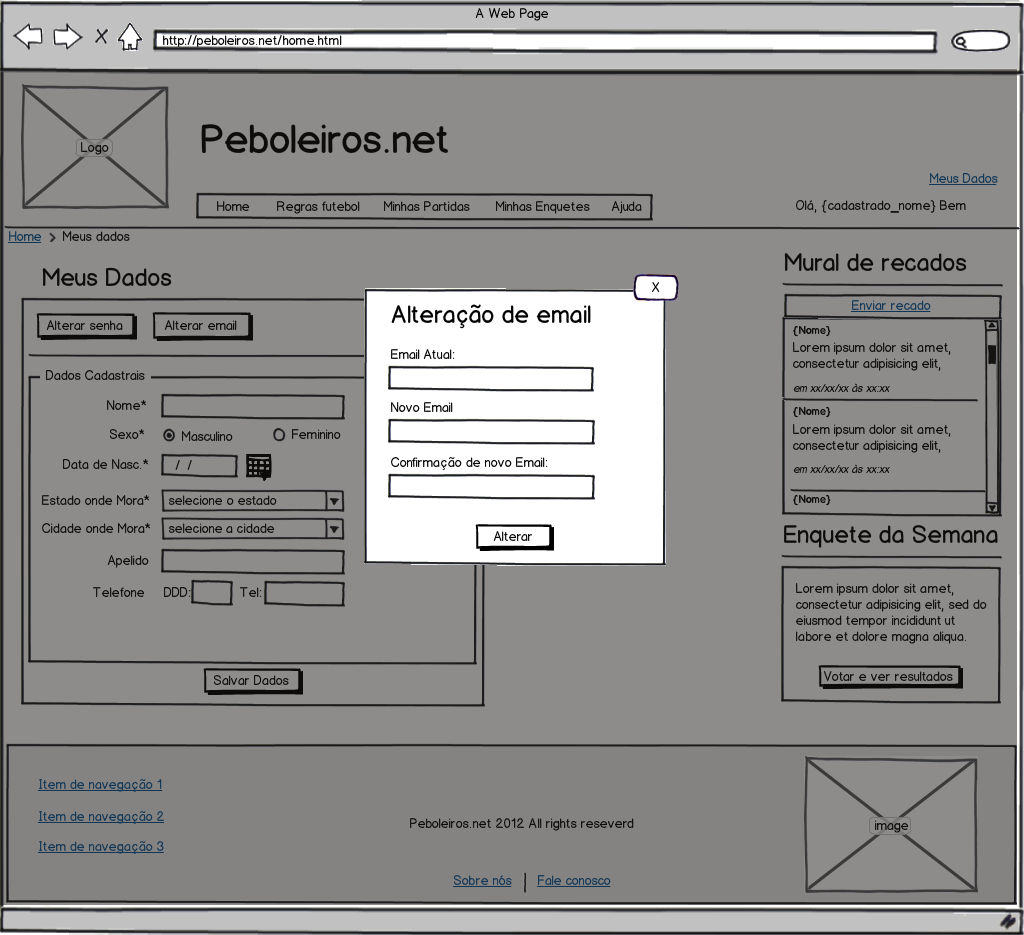 A Web Page
http://peboleiros.net/home.html
Logo
Peboleiros.net
Meus Dados
Home Regras futebol Minhas Partidas Minhas Enquetes Ajuda
Olá, {cadastrado_nome} Bem
Home > Meus dados
Meus Dados
Alterar senha Alterar email
Dados Cadastrais
Nome*
Sexo* Masculino Feminino
Data de Nasc.* / /
Estado onde Mora* selecione o estado
Cidade onde Mora* selecione a cidade
Apelido
Telefone DDD: Tel:
Salvar Dados
X
Alteração de email
Email Atual:
Novo Email
Confirmação de novo Email:
Alterar
Mural de recados
Enviar recado
{Nome}
Lorem ipsum dolor sit amet,
consectetur adipisicing elit,
em xx/xx/xx às xx:xx
{Nome}
Lorem ipsum dolor sit amet,
consectetur adipisicing elit,
em xx/xx/xx às xx:xx
{Nome}
Enquete da Semana
Lorem ipsum dolor sit amet,
consectetur adipisicing elit, sed do
eiusmod tempor incididunt ut
labore et dolore magna aliqua.
Votar e ver resultados
Item de navegação 1
Item de navegação 2
Item de navegação 3
Peboleiros.net 2012 All rights reseverd
Sobre nós | Fale conosco
image